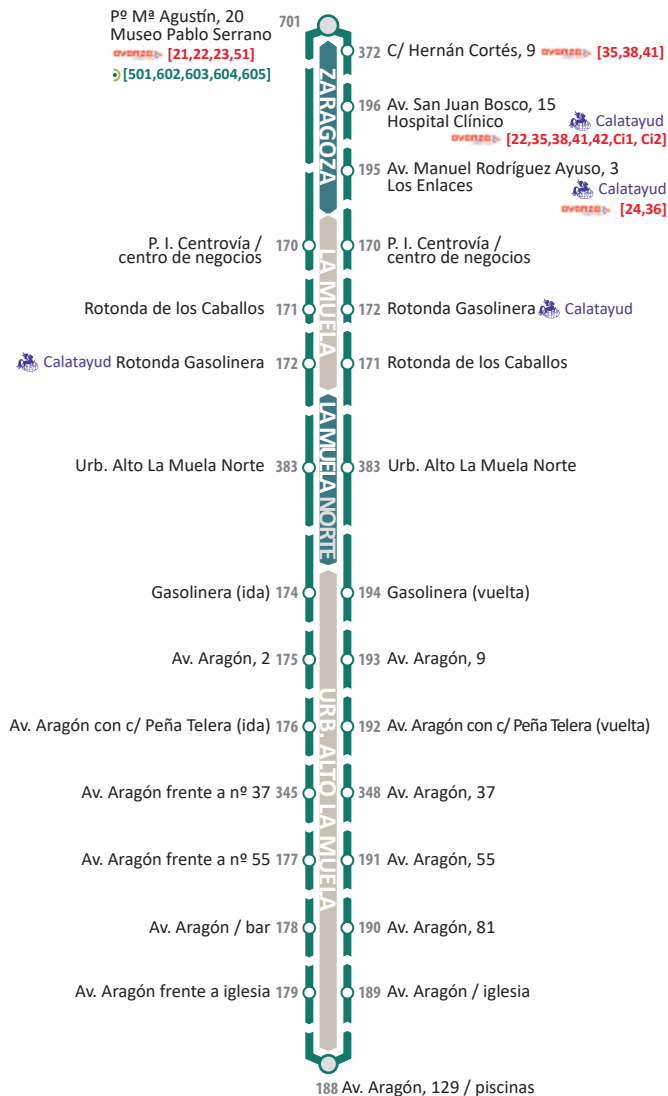 701
Pº Mª Agustín, 20
Museo Pablo Serrano
avanza [21,22,23,51]
[501,602,603,604,605]
372 C/ Hernán Cortés, 9 avanza [35,38,41]
196 Av. San Juan Bosco, 15
Hospital Clínico Calatayud
avanza [22,35,38,41,42,Ci1, Ci2]
195 Av. Manuel Rodríguez Ayuso, 3
Los Enlaces Calatayud
avanza [24,36]
ZARAGOZA
P. I. Centrovía /
centro de negocios 170
170 P. I. Centrovía /
centro de negocios
LA MUELA
Rotonda de los Caballos 171
172 Rotonda Gasolinera Calatayud
Calatayud Rotonda Gasolinera 172
171 Rotonda de los Caballos
LA MUELA NORTE
Urb. Alto La Muela Norte 383
383 Urb. Alto La Muela Norte
Gasolinera (ida) 174
194 Gasolinera (vuelta)
Av. Aragón, 2 175
193 Av. Aragón, 9
URB. ALTO LA MUELA
Av. Aragón con c/ Peña Telera (ida) 176
192 Av. Aragón con c/ Peña Telera (vuelta)
Av. Aragón frente a nº 37 345
348 Av. Aragón, 37
Av. Aragón frente a nº 55 177
191 Av. Aragón, 55
Av. Aragón / bar 178
190 Av. Aragón, 81
Av. Aragón frente a iglesia 179
189 Av. Aragón / iglesia
188 Av. Aragón, 129 / piscinas